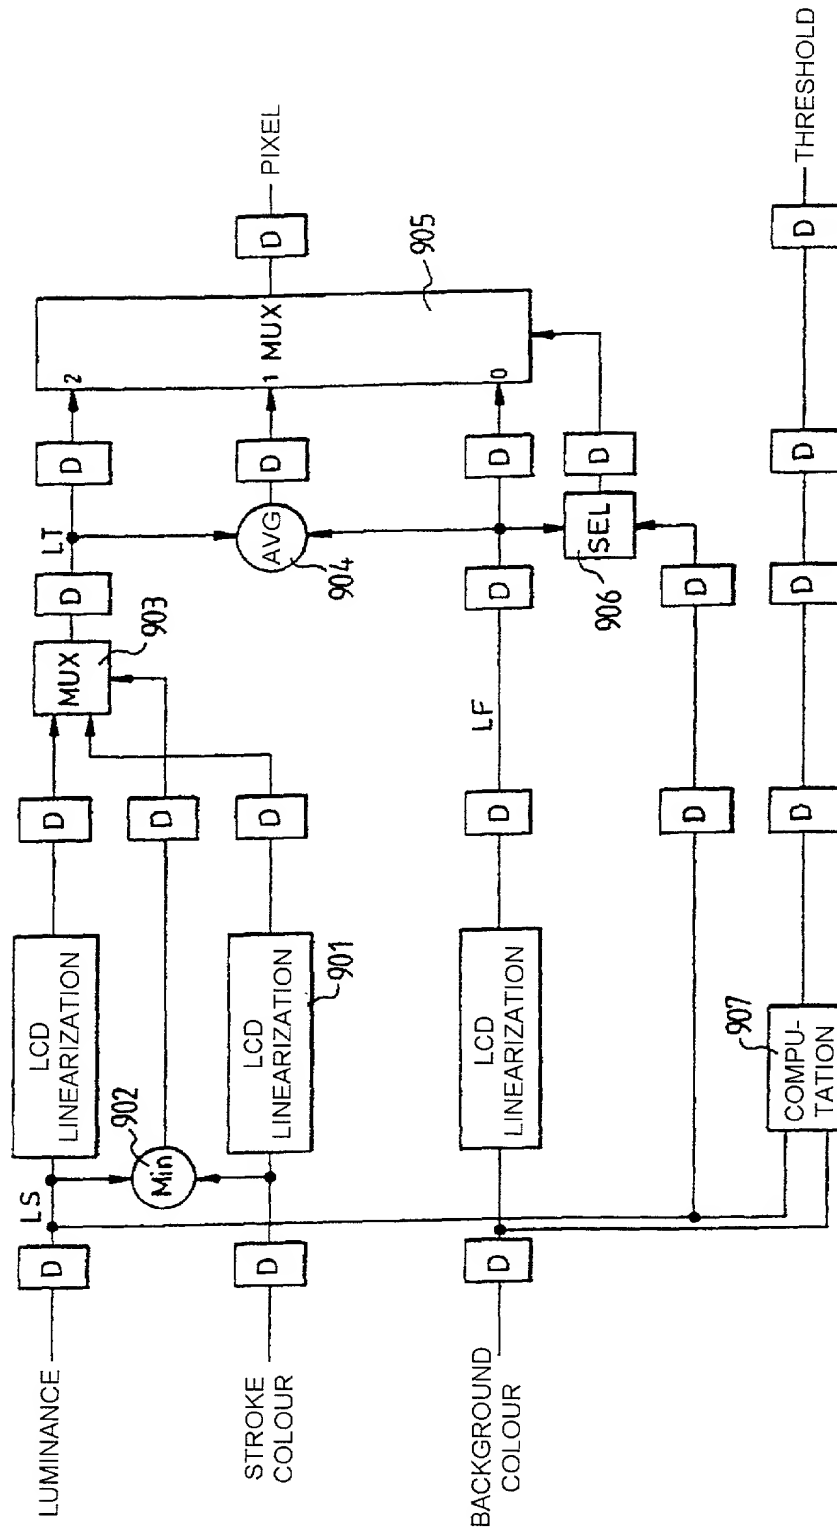 LUMINANCE
D
LS
LCD
LINEARIZATION
D
MUX
903
D
LT
D
2
Min
902
D
STROKE
COLOUR
D
LCD
LINEARIZATION
901
D
AVG
904
D
1
MUX
905
D
PIXEL
BACKGROUND
COLOUR
D
LCD
LINEARIZATION
D
LF
D
D
0
SEL
906
D
D
D
COMPU-
TATION
907
D
D
D
D
THRESHOLD